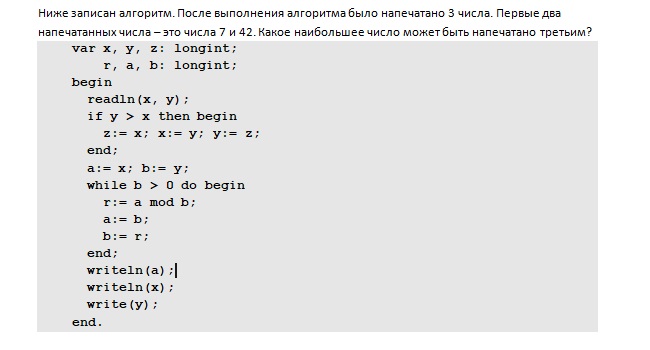 Ниже записан алгоритм. После выполнения алгоритма было напечатано 3 числа. Первые два
напечатанных числа – это числа 7 и 42. Какое наибольшее число может быть напечатано третьим?
var x, y, z: longint;
r, a, b: longint;
begin
readln(x, y);
if y > x then begin
z:= x; x:= y; y:= z;
end;
a:= x; b:= y;
while b > 0 do begin
r:= a mod b;
a:= b;
b:= r;
end;
writeln(a);
writeln(x);
write(y);
end.